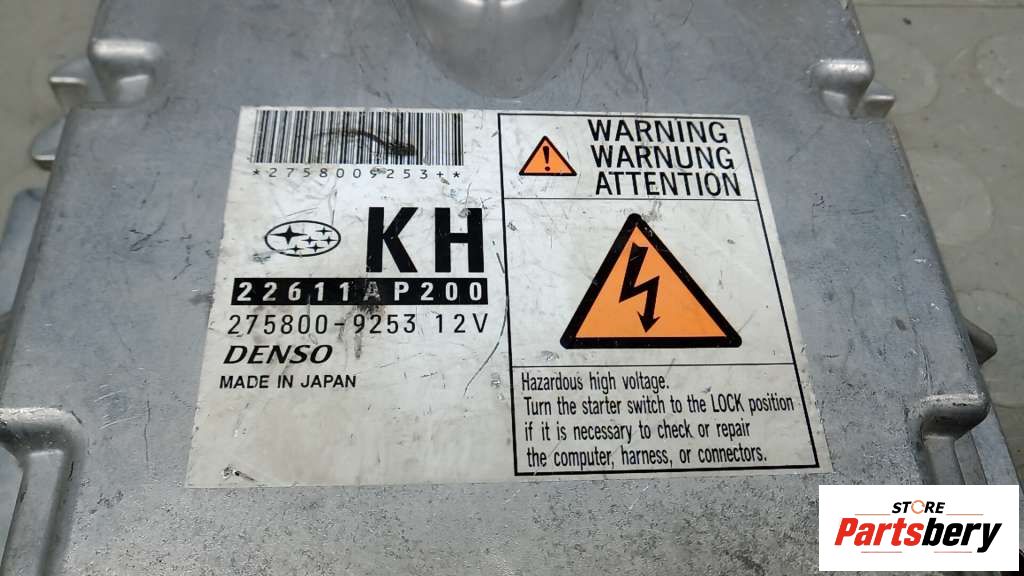 *2758009253+*
KH
22611AP200
275800-9253 12V
DENSO
MADE IN JAPAN
WARNING
WARNUNG
ATTENTION
Hazardous high voltage.
Turn the starter switch to the LOCK position
if it is necessary to check or repair
the computer, harness, or connectors.
STORE
Partsbery